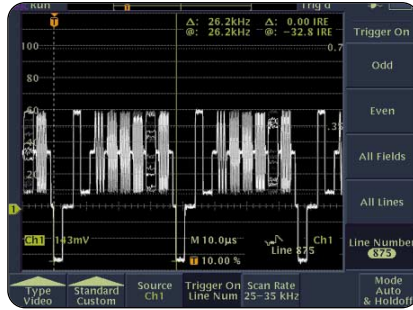 Run
Trig'd
Δ: 26.2kHz Δ: 0.00 IRE
@: 26.2kHz @: −32.8 IRE
100
0.7
80
60
.35
40
20
1
Ch1 143mV
M 10.0µs
Line 875
Ch1
10.00 %
Trigger On
Odd
Even
All Fields
All Lines
Line Number
875
Type
Video
Standard
Custom
Source
Ch1
Trigger On
Line Num
Scan Rate
25−35 kHz
Mode
Auto
& Holdoff